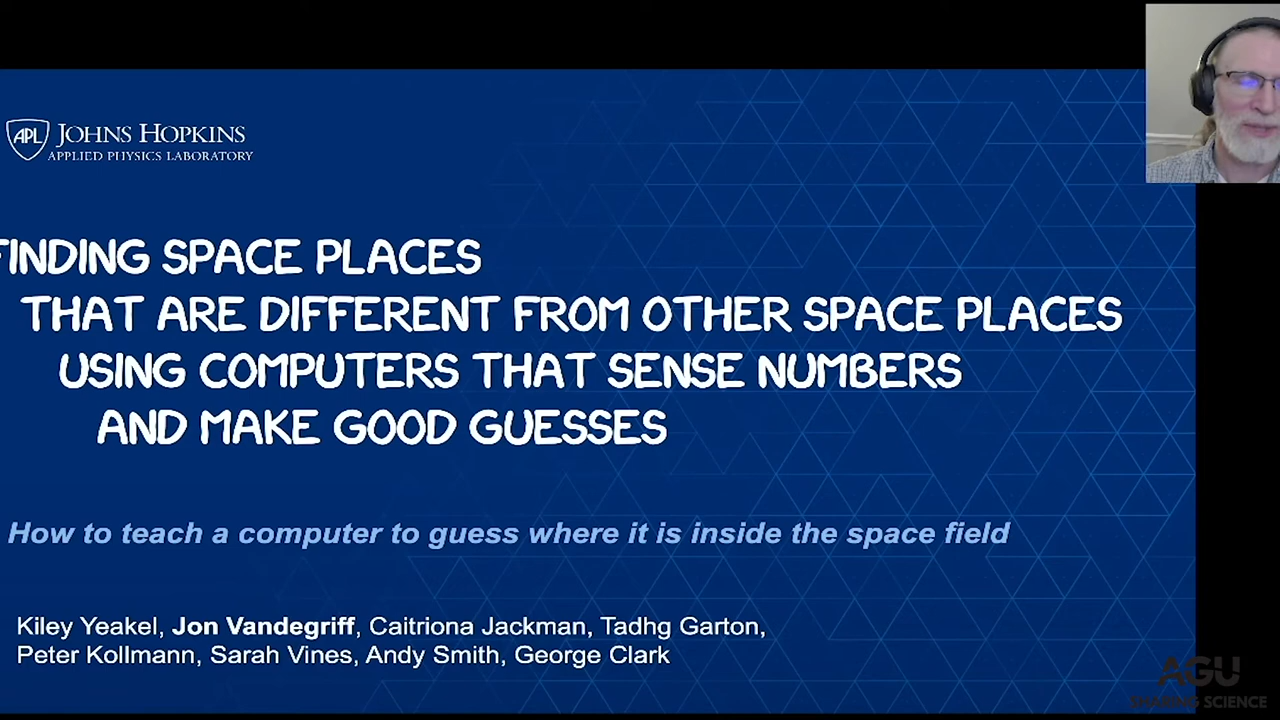 APL JOHNS HOPKINS
APPLIED PHYSICS LABORATORY
FINDING SPACE PLACES
THAT ARE DIFFERENT FROM OTHER SPACE PLACES
USING COMPUTERS THAT SENSE NUMBERS
AND MAKE GOOD GUESSES
How to teach a computer to guess where it is inside the space field
Kiley Yeakel, Jon Vandegriff, Caitriona Jackman, Tadhg Garton,
Peter Kollmann, Sarah Vines, Andy Smith, George Clark
AGU
SHARING SCIENCE